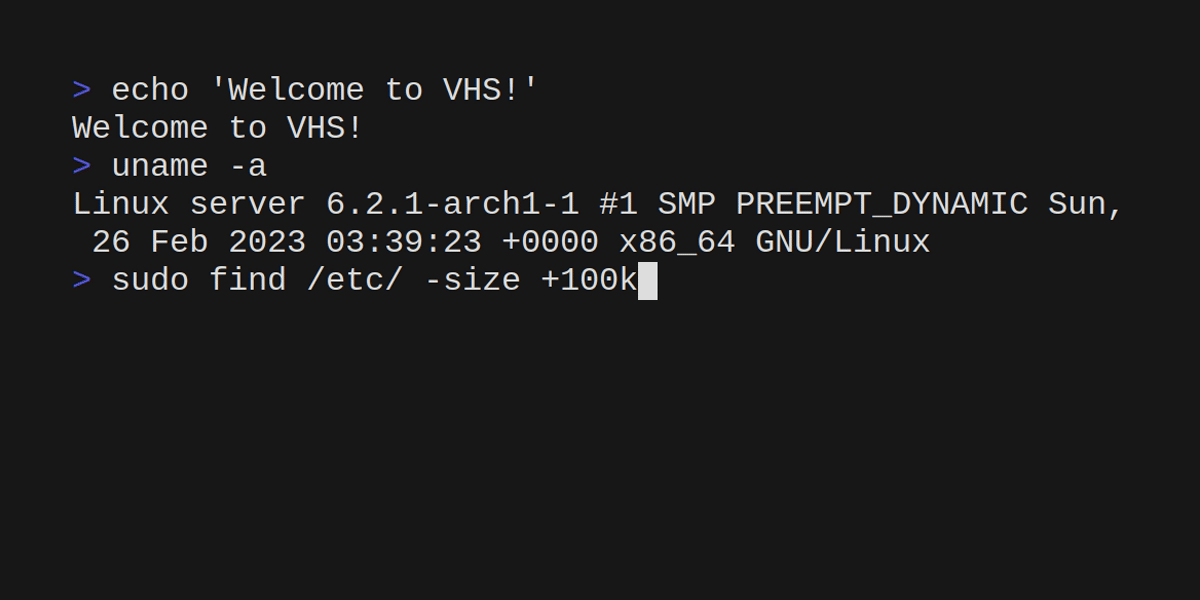 > echo 'Welcome to VHS!'
Welcome to VHS!
> uname -a
Linux server 6.2.1-arch1-1 #1 SMP PREEMPT_DYNAMIC Sun,
 26 Feb 2023 03:39:23 +0000 x86_64 GNU/Linux
> sudo find /etc/ -size +100k